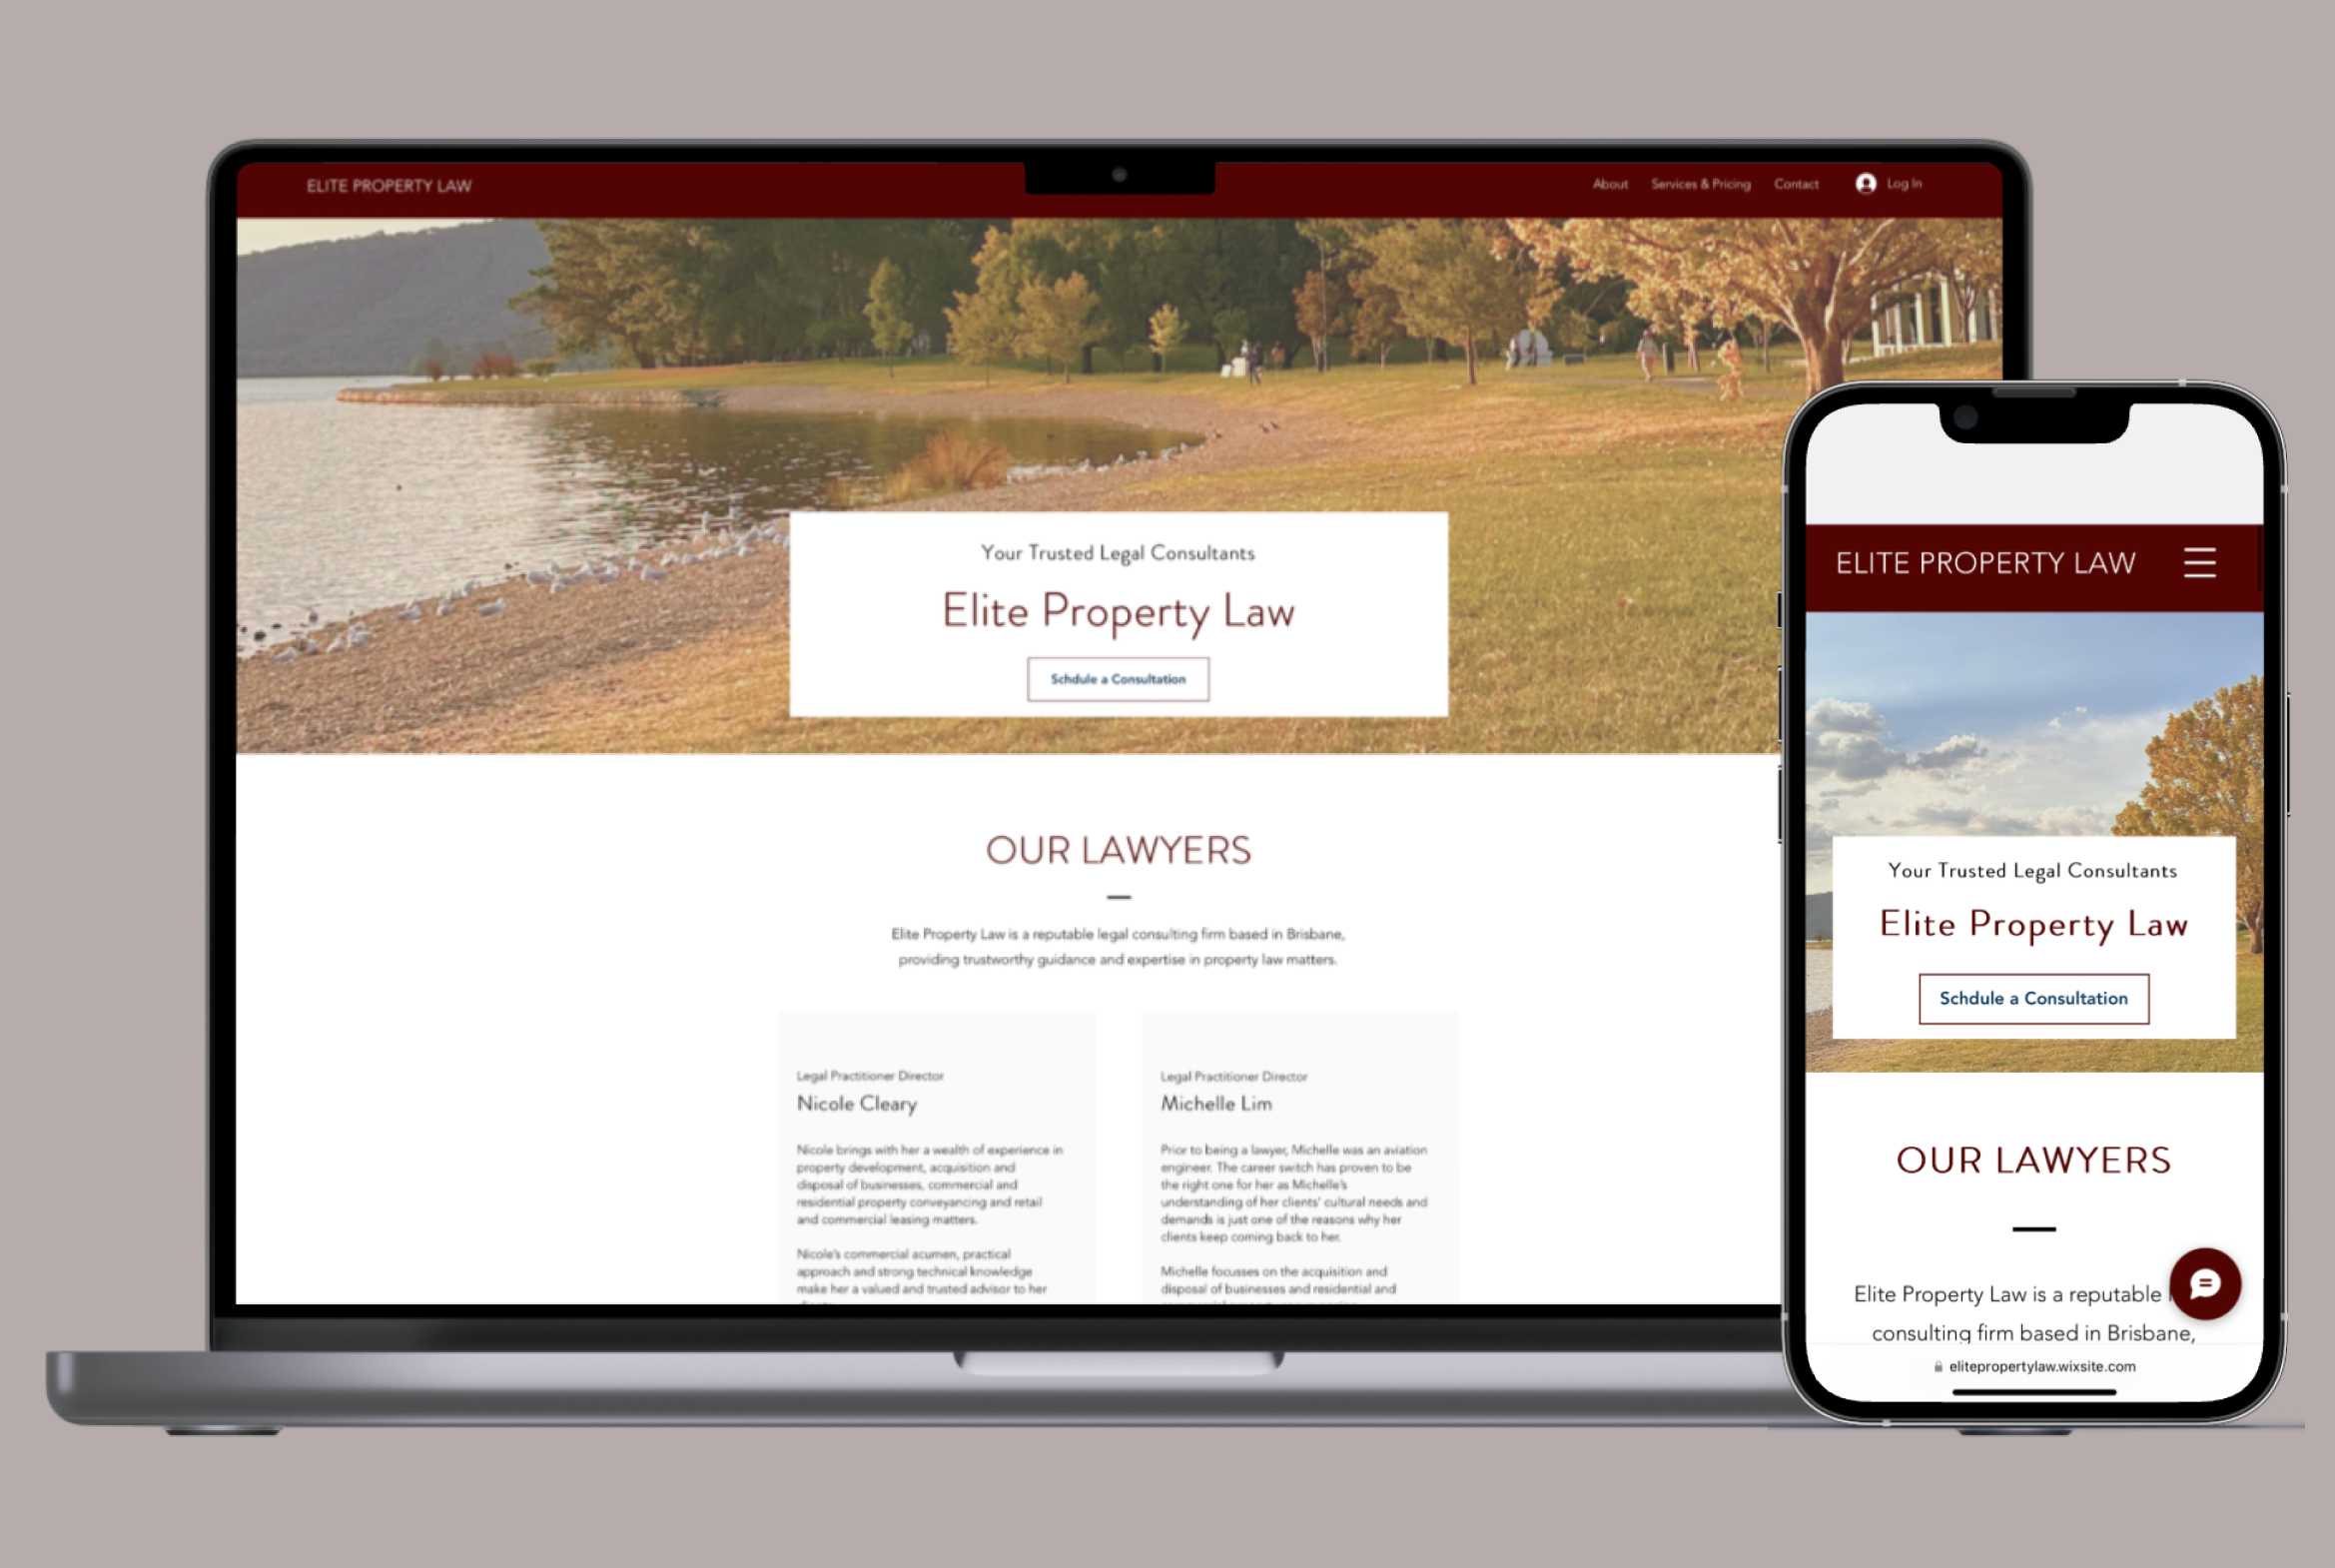 ELITE PROPERTY LAW
About Services & Pricing Contact Log In
Your Trusted Legal Consultants
Elite Property Law
Schdule a Consultation
OUR LAWYERS
Elite Property Law is a reputable legal consulting firm based in Brisbane,
providing trustworthy guidance and expertise in property law matters.
Legal Practitioner Director
Nicole Cleary
Nicole brings with her a wealth of experience in
property development, acquisition and
disposal of businesses, commercial and
residential property conveyancing and retail
and commercial leasing matters.
Nicole's commercial acumen, practical
approach and strong technical knowledge
make her a valued and trusted advisor to her
Legal Practitioner Director
Michelle Lim
Prior to being a lawyer, Michelle was an aviation
engineer. The career switch has proven to be
the right one for her as Michelle's
understanding of her clients' cultural needs and
demands is just one of the reasons why her
clients keep coming back to her.
Michelle focusses on the acquisition and
disposal of businesses and residential and
ELITE PROPERTY LAW
Your Trusted Legal Consultants
Elite Property Law
Schdule a Consultation
OUR LAWYERS
Elite Property Law is a reputable
consulting firm based in Brisbane,
elitepropertylaw.wixsite.com